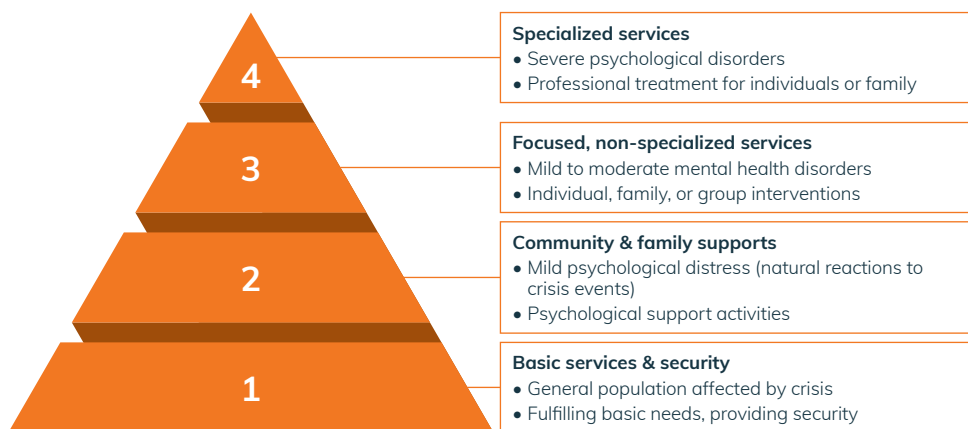 4
Specialized services
• Severe psychological disorders
• Professional treatment for individuals or family
3
Focused, non-specialized services
• Mild to moderate mental health disorders
• Individual, family, or group interventions
2
Community & family supports
• Mild psychological distress (natural reactions to
crisis events)
• Psychological support activities
1
Basic services & security
• General population affected by crisis
• Fulfilling basic needs, providing security